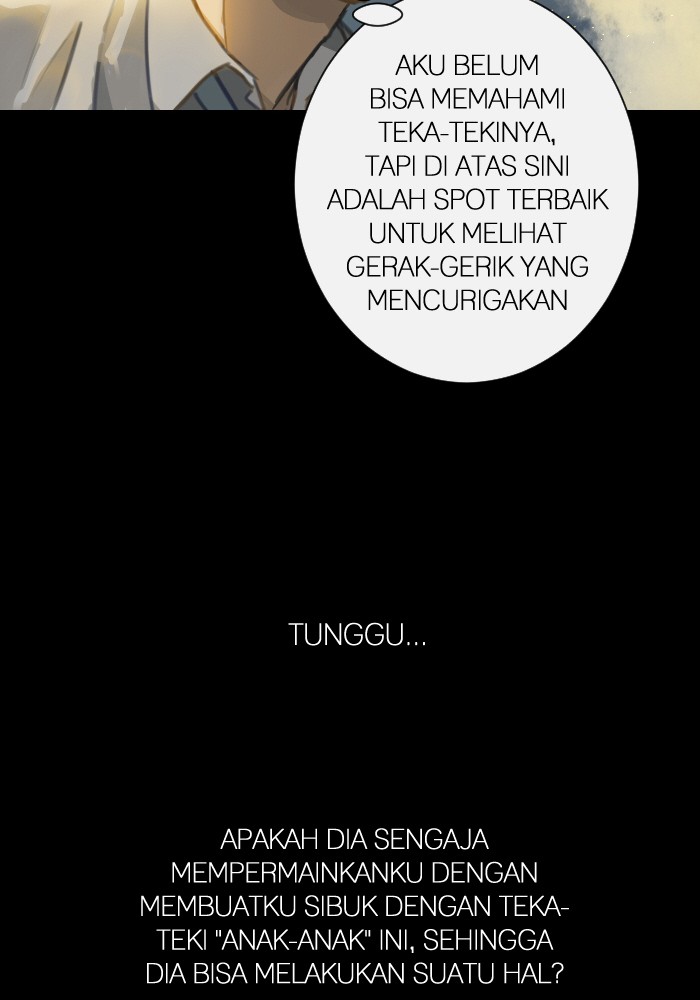 AKU BELUM
BISA MEMAHAMI
TEKA-TEKINYA,
TAPI DI ATAS SINI
ADALAH SPOT TERBAIK
UNTUK MELIHAT
GERAK-GERIK YANG
MENCURIGAKAN
TUNGGU...
APAKAH DIA SENGAJA
MEMPERMAINKANKU DENGAN
MEMBUATKU SIBUK DENGAN TEKA-
TEKI "ANAK-ANAK" INI, SEHINGGA
DIA BISA MELAKUKAN SUATU HAL?